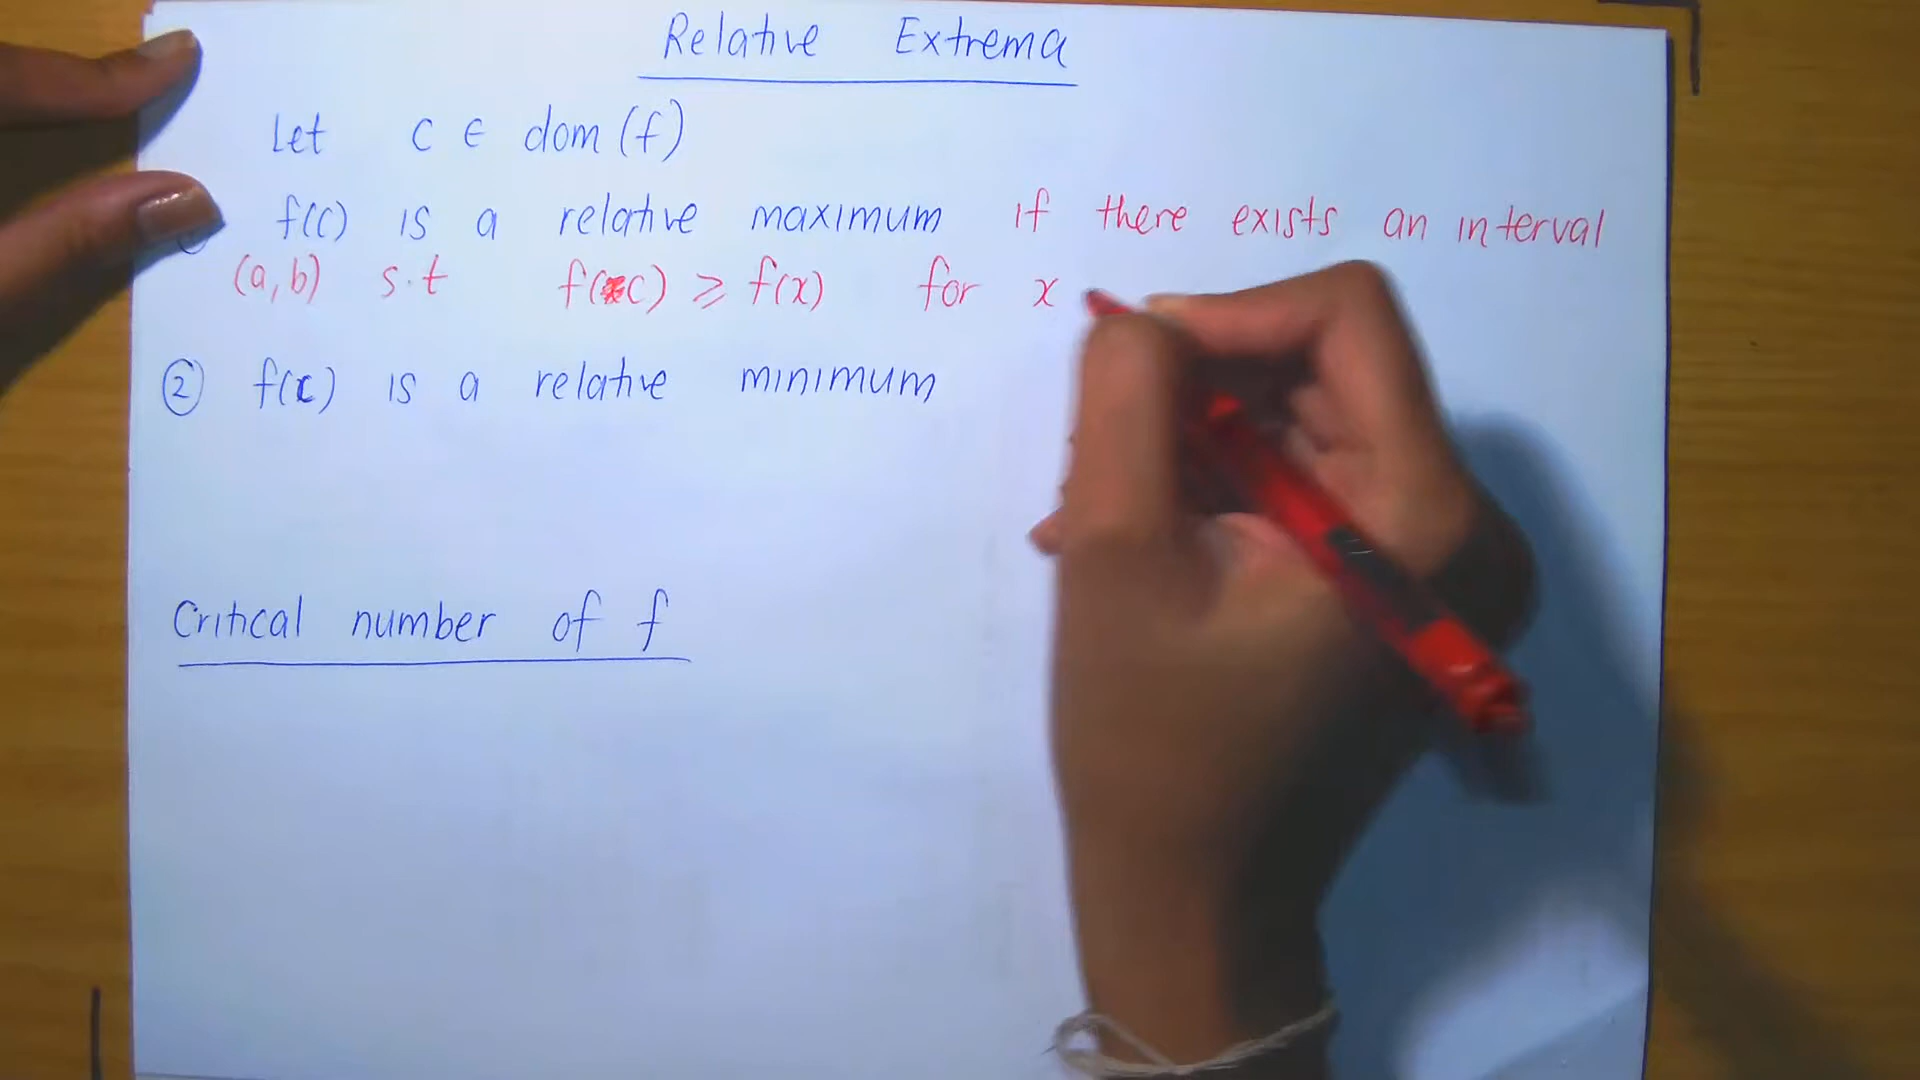 Relative Extrema
Let c ∈ dom (f)
f(c) is a relative maximum if there exists an interval
(a, b) s.t f(c) ⩾ f(x) for x
② f(c) is a relative minimum
Critical number of f